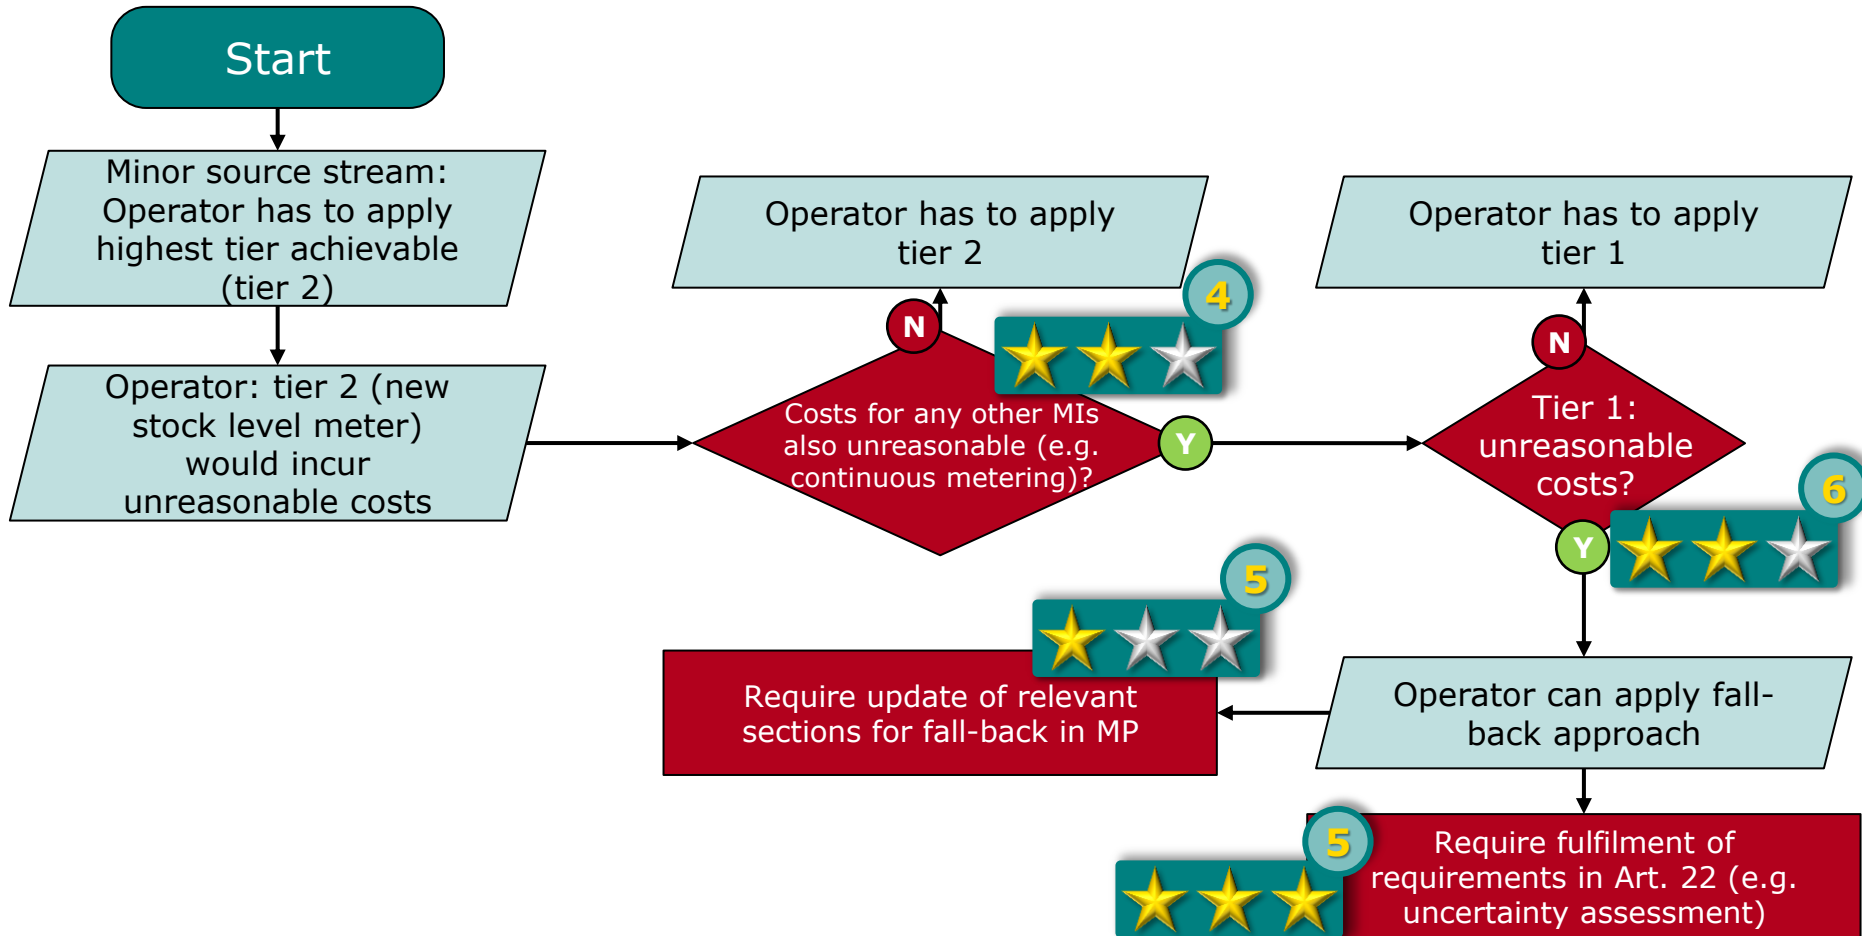 Start
Minor source stream:
Operator has to apply
highest tier achievable
(tier 2)
Operator: tier 2 (new
stock level meter)
would incur
unreasonable costs
Operator has to apply
tier 2
N
4
Costs for any other MIs
also unreasonable (e.g.
continuous metering)?
Y
Operator has to apply
tier 1
N
Tier 1:
unreasonable
costs?
6
Y
5
Require update of relevant
sections for fall-back in MP
Operator can apply fall-
back approach
5
Require fulfilment of
requirements in Art. 22 (e.g.
uncertainty assessment)